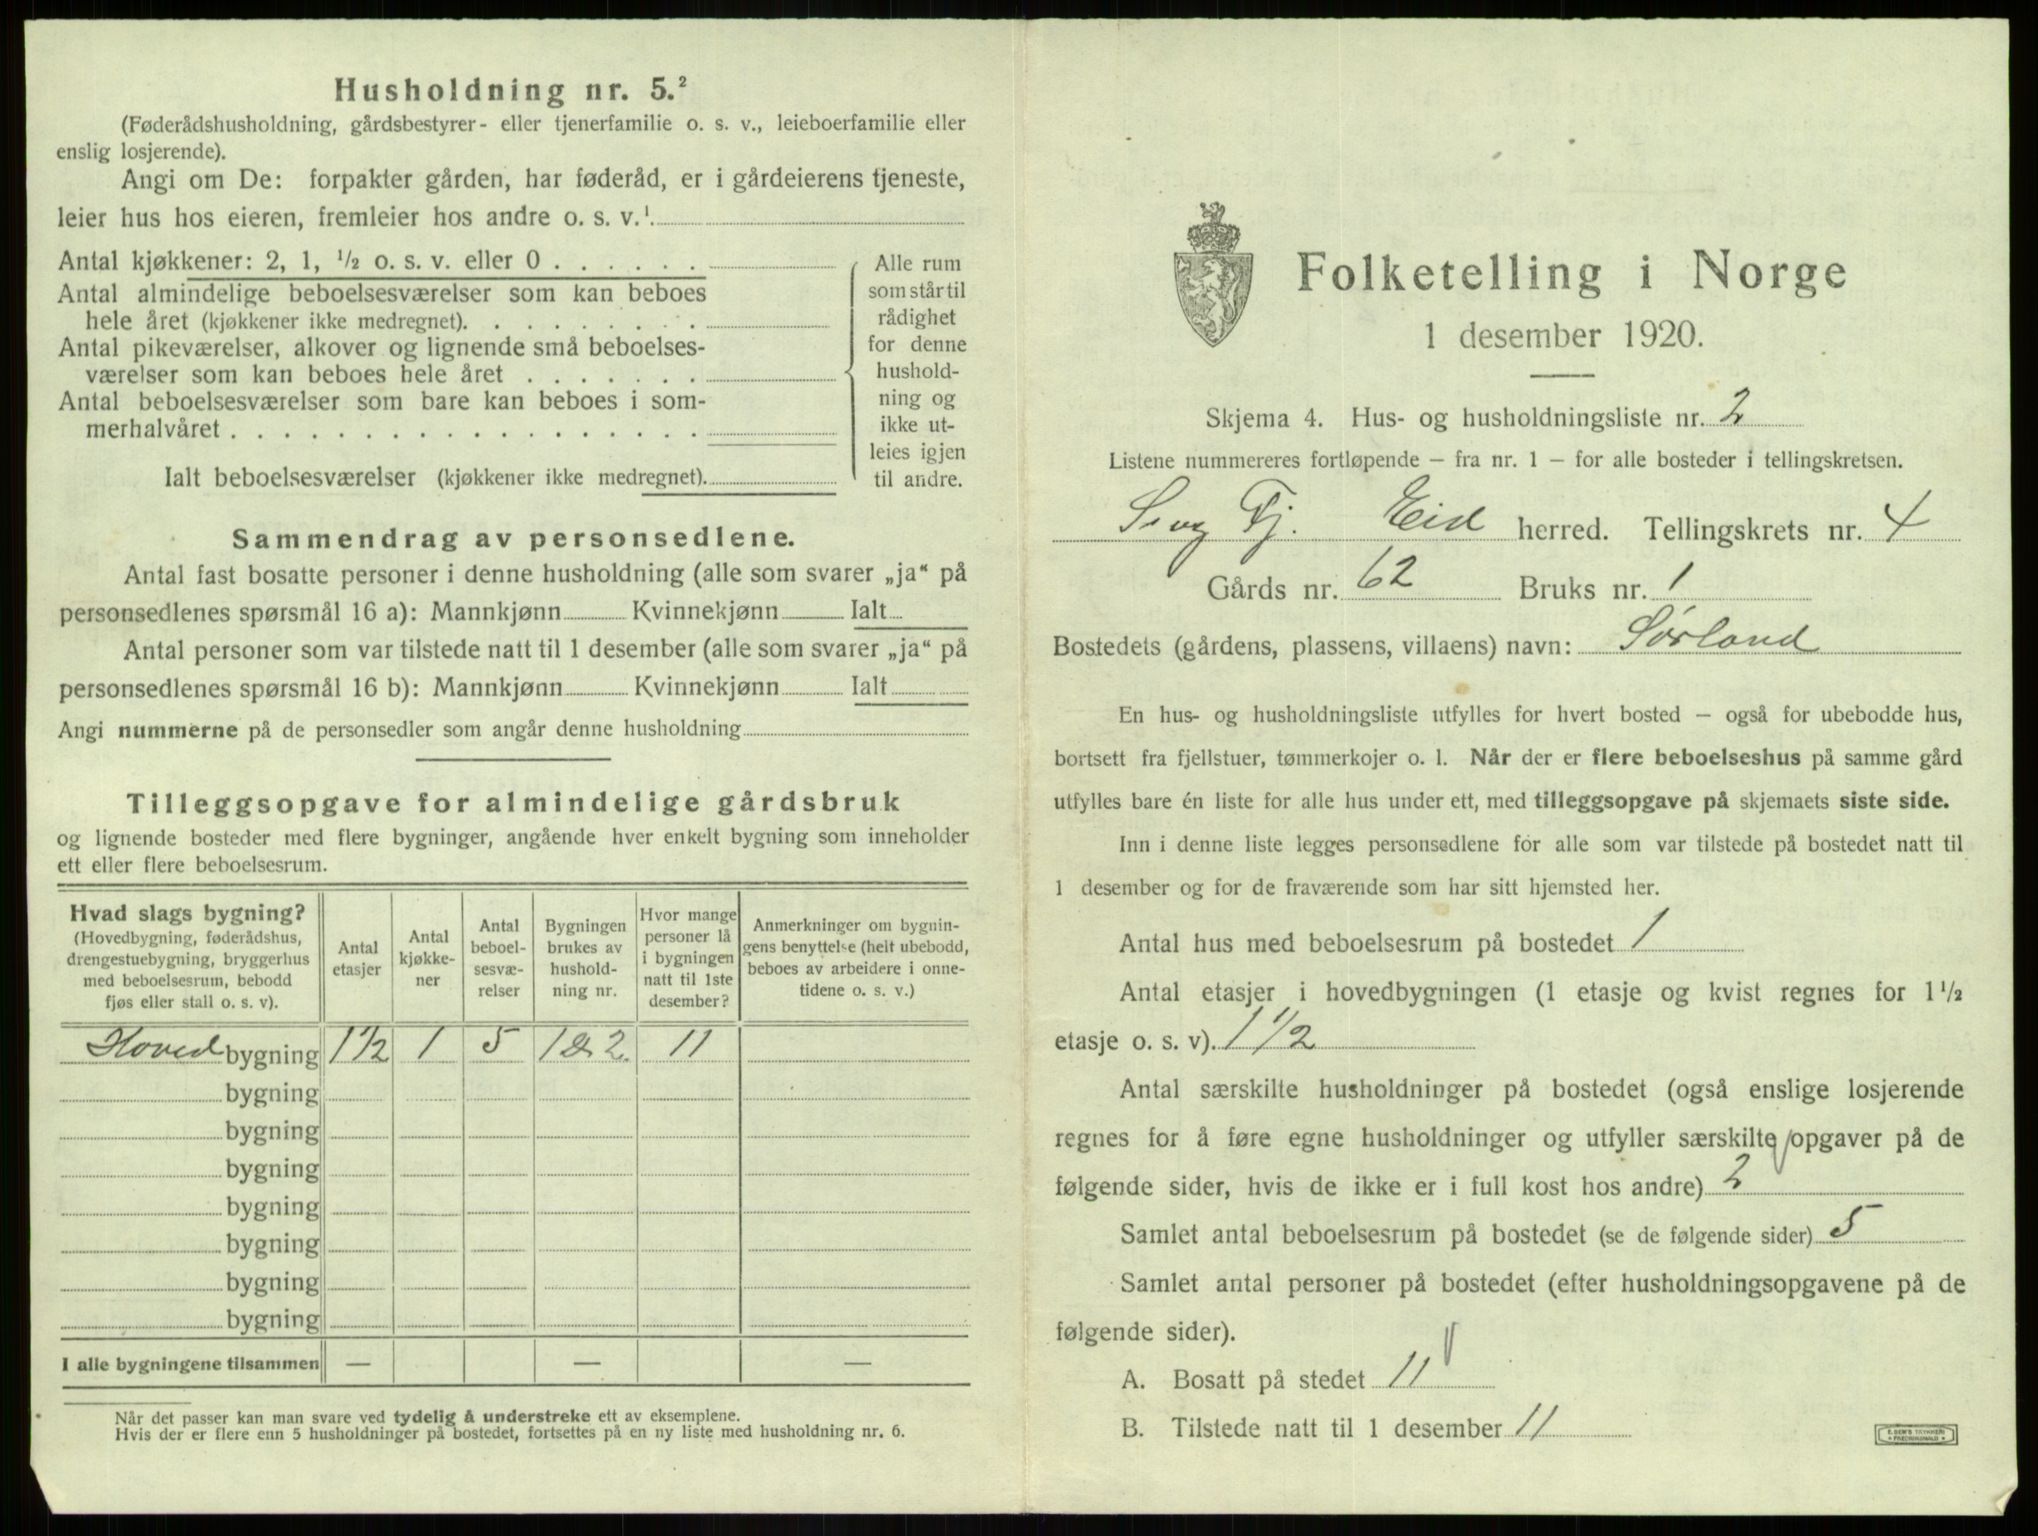 Husholdning nr. 5.²
(Føderådshusholdning, gårdsbestyrer- eller tjenerfamilie o. s. v., leieboerfamilie eller
enslig losjerende).
Angi om De: forpakter gården, har føderåd, er i gårdeierens tjeneste,
leier hus hos eieren, fremleier hos andre o. s. v.¹
Antal kjøkkener: 2, 1, ½ o. s. v. eller 0 . . . . . .
Antal almindelige beboelsesværelser som kan beboes
hele året (kjøkkener ikke medregnet). . . . . . . . .
Antal pikeværelser, alkover og lignende små beboelses-
værelser som kan beboes hele året . . . . . . .
Antal beboelsesværelser som bare kan beboes i som-
merhalvåret . . . . . . . . . . . . . . . . . .
Ialt beboelsesværelser (kjøkkener ikke medregnet).
Alle rum
som står til
rådighet
for denne
hushold-
ning og
ikke ut-
leies igjen
til andre.
Sammendrag av personsedlene.
Antal fast bosatte personer i denne husholdning (alle som svarer „ja“ på
personsedlenes spørsmål 16 a): Mannkjønn Kvinnekjønn Ialt
Antal personer som var tilstede natt til 1 desember (alle som svarer „ja“ på
personsedlenes spørsmål 16 b): Mannkjønn Kvinnekjønn Ialt
Angi nummerne på de personsedler som angår denne husholdning
Tilleggsopgave for almindelige gårdsbruk
og lignende bosteder med flere bygninger, angående hver enkelt bygning som inneholder
ett eller flere beboelsesrum.
Hvad slags bygning?
(Hovedbygning, føderådshus,
drengestuebygning, bryggerhus
med beboelsesrum, bebodd
fjøs eller stall o. s. v).
Antal
etasjer
Antal
kjøkke-
ner
Antal
beboel-
sesvæ-
relser
Bygningen
brukes av
hushold-
ning nr.
Hvor mange
personer lå
i bygningen
natt til 1ste
desember?
Anmerkninger om bygnin-
gens benyttelse (helt ubebodd,
beboes av arbeidere i onne-
tidene o. s. v.)
Hoved bygning 1½ 1 5 1 & 2. 11
bygning
bygning
bygning
bygning
bygning
bygning
bygning
I alle bygningene tilsammen — — —
Når det passer kan man svare ved tydelig å understreke ett av eksemplene.
Hvis der er flere enn 5 husholdninger på bostedet, fortsettes på en ny liste med husholdning nr. 6.
Folketelling i Norge
1 desember 1920.
Skjema 4. Hus- og husholdningsliste nr. 2
Listene nummereres fortløpende — fra nr. 1 — for alle bosteder i tellingskretsen.
Fj. Eid herred. Tellingskrets nr. 4
Gårds nr. 62 Bruks nr. 1
Bostedets (gårdens, plassens, villaens) navn: Sørland
En hus- og husholdningsliste utfylles for hvert bosted — også for ubebodde hus,
bortsett fra fjellstuer, tømmerkojer o. l. Når der er flere beboelseshus på samme gård
utfylles bare én liste for alle hus under ett, med tilleggsopgave på skjemaets siste side.
Inn i denne liste legges personsedlene for alle som var tilstede på bostedet natt til
1 desember og for de fraværende som har sitt hjemsted her.
Antal hus med beboelsesrum på bostedet 1
Antal etasjer i hovedbygningen (1 etasje og kvist regnes for 1½
etasje o. s. v). 1½
Antal særskilte husholdninger på bostedet (også enslige losjerende
regnes for å føre egne husholdninger og utfyller særskilte opgaver på de
følgende sider, hvis de ikke er i full kost hos andre) 2
Samlet antal beboelsesrum på bostedet (se de følgende sider) 5
Samlet antal personer på bostedet (efter husholdningsopgavene på de
følgende sider).
A. Bosatt på stedet 11
B. Tilstede natt til 1 desember 11